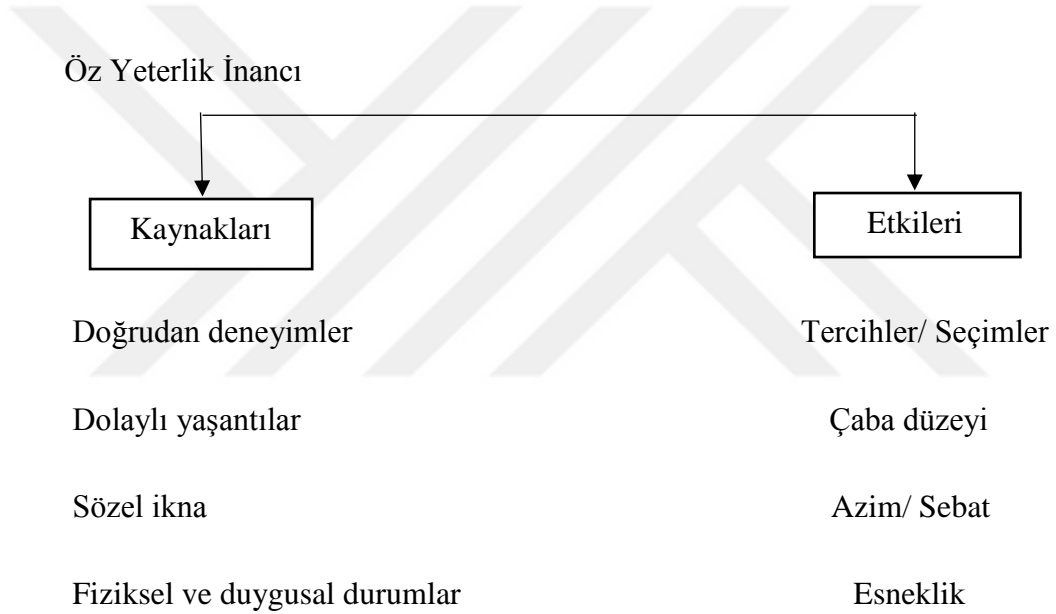 Öz Yeterlik İnancı
Kaynakları
Etkileri
Doğrudan deneyimler
Tercihler/ Seçimler
Dolaylı yaşantılar
Çaba düzeyi
Sözel ikna
Azim/ Sebat
Fiziksel ve duygusal durumlar
Esneklik